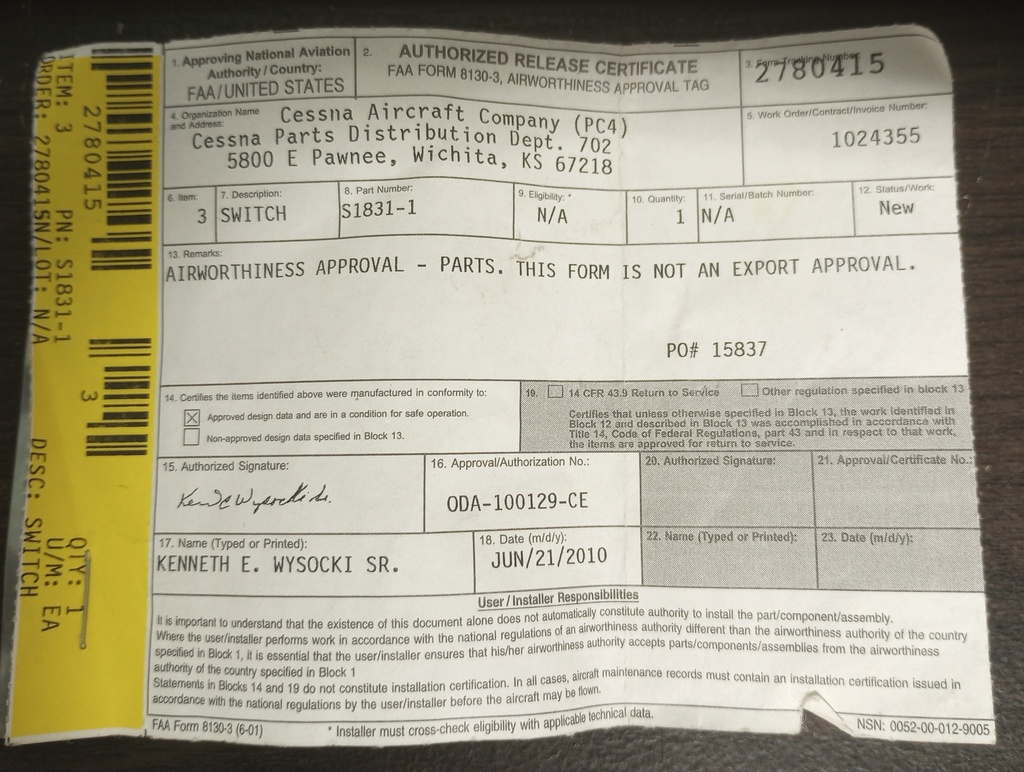 1. Approving National Aviation
Authority/Country:
FAA/UNITED STATES
2.
AUTHORIZED RELEASE CERTIFICATE
FAA FORM 8130-3, AIRWORTHINESS APPROVAL TAG
3. Form Tracking Number
2780415
4. Organization Name
and Address:
Cessna Aircraft Company (PC4)
Cessna Parts Distribution Dept. 702
5800 E Pawnee, Wichita, KS 67218
5. Work Order/Contract/Invoice Number:
1024355
6. Item:
3
7. Description:
SWITCH
8. Part Number:
S1831-1
9. Eligibility: *
N/A
10. Quantity:
1
11. Serial/Batch Number:
N/A
12. Status/Work:
New
13. Remarks:
AIRWORTHINESS APPROVAL - PARTS. THIS FORM IS NOT AN EXPORT APPROVAL.
PO# 15837
14. Certifies the items identified above were manufactured in conformity to:
Approved design data and are in a condition for safe operation.
Non-approved design data specified in Block 13.
19. 14 CFR 43.9 Return to Service Other regulation specified in block 13
Certifies that unless otherwise specified in Block 13, the work identified in
Block 12 and described in Block 13 was accomplished in accordance with
Title 14, Code of Federal Regulations, part 43 and in respect to that work,
the items are approved for return to service.
15. Authorized Signature:
16. Approval/Authorization No.:
ODA-100129-CE
20. Authorized Signature:
21. Approval/Certificate No.:
17. Name (Typed or Printed):
KENNETH E. WYSOCKI SR.
18. Date (m/d/y):
JUN/21/2010
22. Name (Typed or Printed):
23. Date (m/d/y):
User/Installer Responsibilities
It is important to understand that the existence of this document alone does not automatically constitute authority to install the part/component/assembly.
Where the user/installer performs work in accordance with the national regulations of an airworthiness authority different than the airworthiness authority of the country
specified in Block 1, it is essential that the user/installer ensures that his/her airworthiness authority accepts parts/components/assemblies from the airworthiness
authority of the country specified in Block 1
Statements in Blocks 14 and 19 do not constitute installation certification. In all cases, aircraft maintenance records must contain an installation certification issued in
accordance with the national regulations by the user/installer before the aircraft may be flown.
FAA Form 8130-3 (6-01)
* Installer must cross-check eligibility with applicable technical data.
NSN: 0052-00-012-9005
2780415 3
ITEM: 3 PN: S1831-1 QTY: 1
ORDER: 2780415N/LOT: N/A U/M: EA
DESC: SWITCH